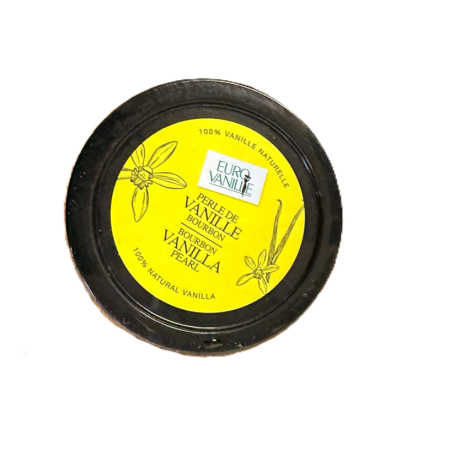 100% VANILLE NATURELLE
EURO
VANILLE
PERLE DE
VANILLE
BOURBON
BOURBON
VANILLA
PEARL
100% NATURAL VANILLA